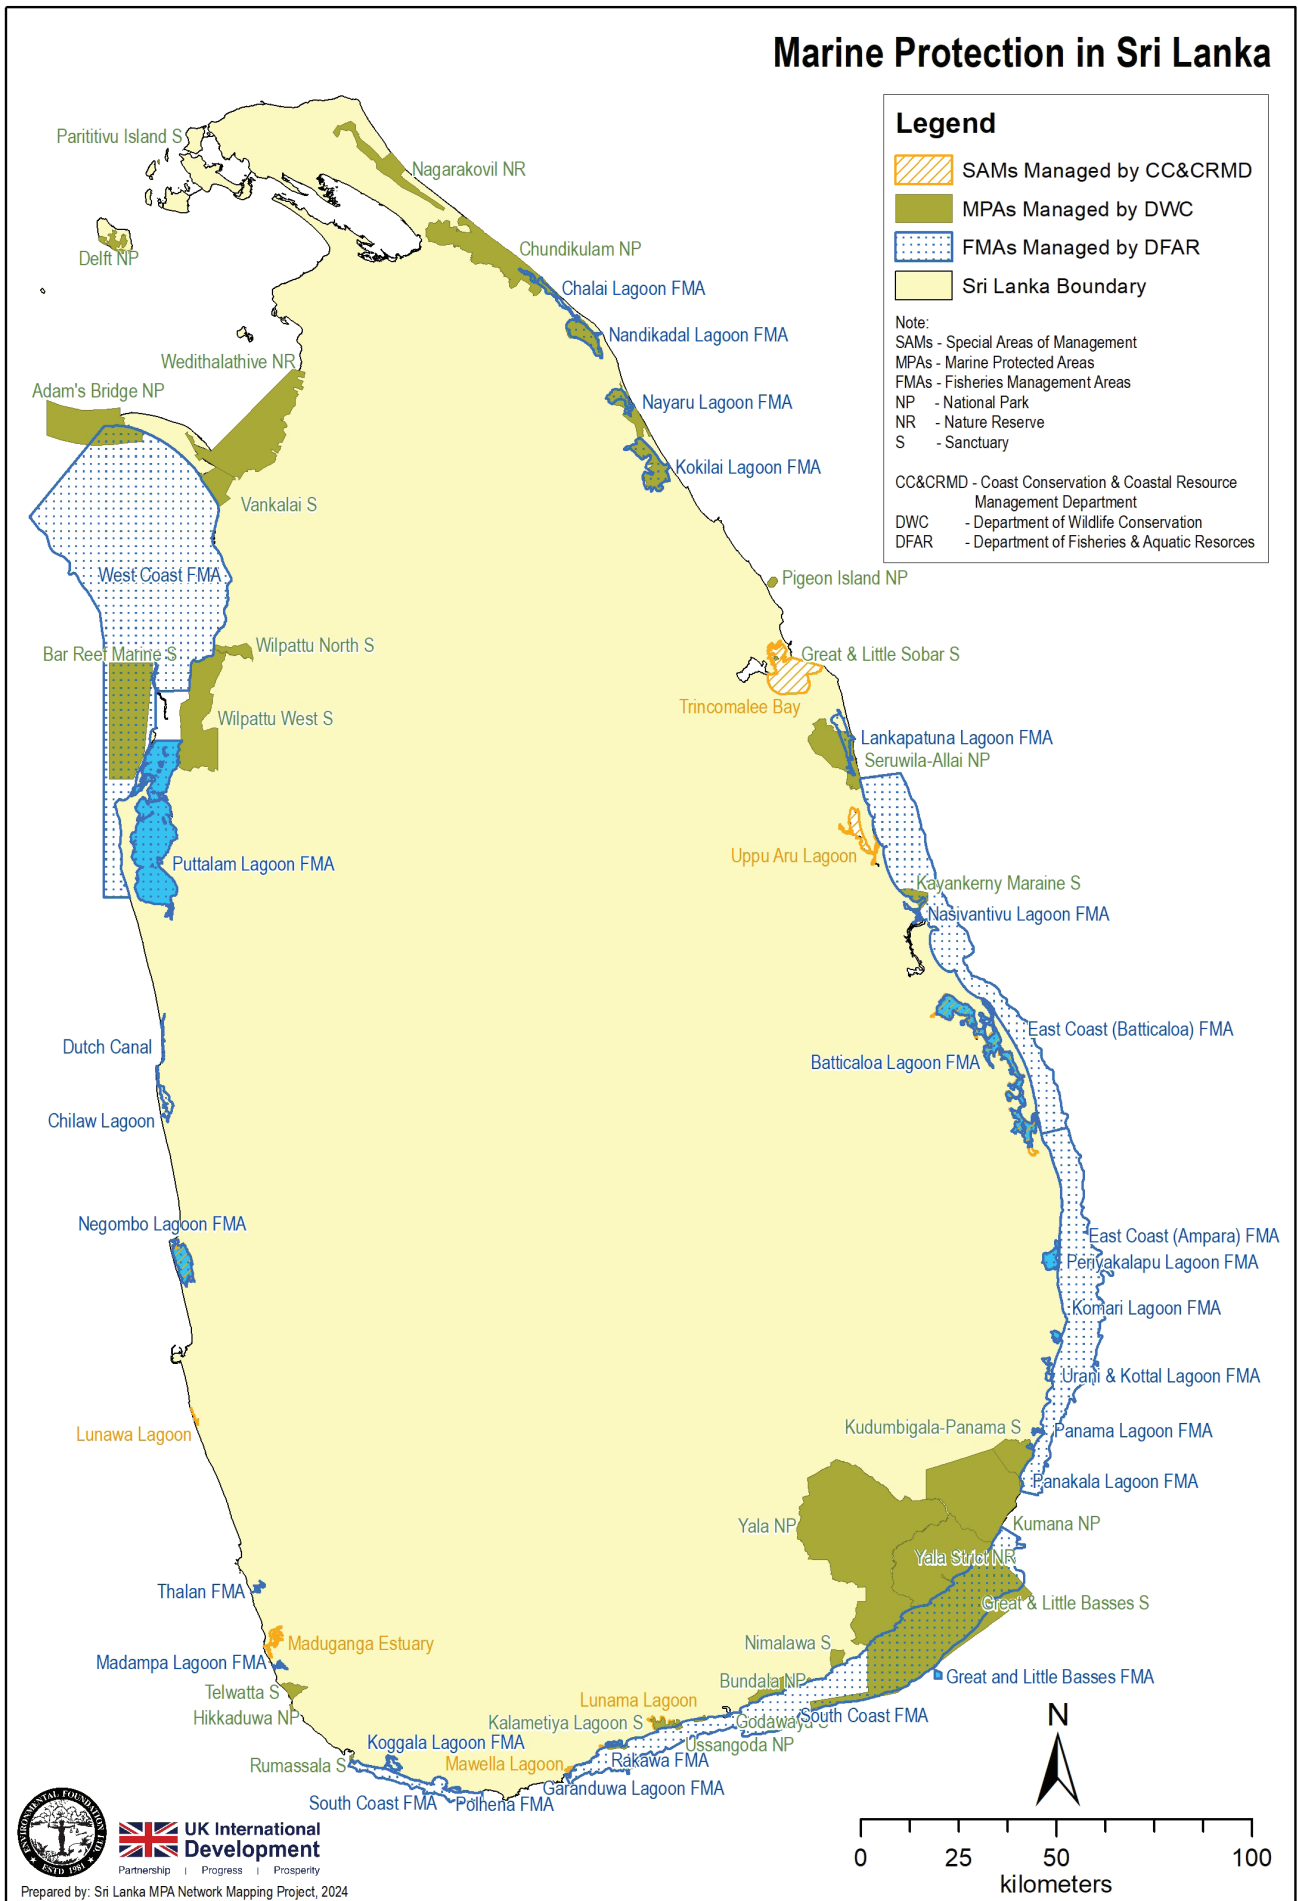 Marine Protection in Sri Lanka
Legend
SAMs Managed by CC&CRMD
MPAs Managed by DWC
FMAs Managed by DFAR
Sri Lanka Boundary
Note:
SAMs - Special Areas of Management
MPAs - Marine Protected Areas
FMAs - Fisheries Management Areas
NP - National Park
NR - Nature Reserve
S - Sanctuary
CC&CRMD - Coast Conservation & Coastal Resource
Management Department
DWC - Department of Wildlife Conservation
DFAR - Department of Fisheries & Aquatic Resorces
Parititivu Island S
Nagarakovil NR
Delft NP
Chundikulam NP
Chalai Lagoon FMA
Nandikadal Lagoon FMA
Wedithalathive NR
Adam's Bridge NP
Nayaru Lagoon FMA
Kokilai Lagoon FMA
Vankalai S
West Coast FMA
Pigeon Island NP
Bar Reef Marine S
Wilpattu North S
Great & Little Sobar S
Trincomalee Bay
Wilpattu West S
Lankapatuna Lagoon FMA
Seruwila-Allai NP
Uppu Aru Lagoon
Puttalam Lagoon FMA
Kayankerny Maraine S
Nasivantivu Lagoon FMA
East Coast (Batticaloa) FMA
Dutch Canal
Batticaloa Lagoon FMA
Chilaw Lagoon
Negombo Lagoon FMA
East Coast (Ampara) FMA
Periyakalapu Lagoon FMA
Komari Lagoon FMA
Urani & Kottal Lagoon FMA
Lunawa Lagoon
Kudumbigala-Panama S
Panama Lagoon FMA
Panakala Lagoon FMA
Yala NP
Kumana NP
Yala Strict NR
Thalan FMA
Great & Little Basses S
Maduganga Estuary
Nimalawa S
Madampa Lagoon FMA
Great and Little Basses FMA
Telwatta S
Bundala NP
Hikkaduwa NP
Lunama Lagoon
Kalametiya Lagoon S
Godawaya S
South Coast FMA
Koggala Lagoon FMA
Ussangoda NP
Rumassala S
Mawella Lagoon
Rakawa FMA
Garanduwa Lagoon FMA
South Coast FMA
Polhena FMA
N
0 25 50 100
kilometers
ENVIRONMENTAL FOUNDATION LTD.
ESTD 1981
UK International
Development
Partnership | Progress | Prosperity
Prepared by: Sri Lanka MPA Network Mapping Project, 2024